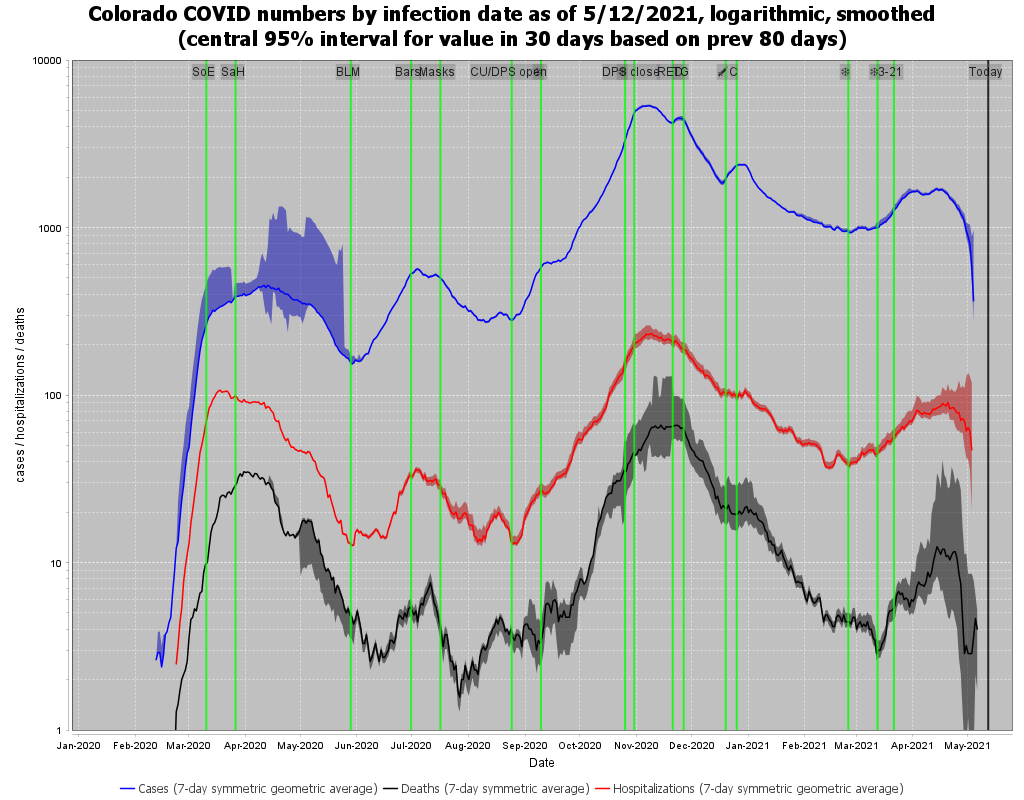 Colorado COVID numbers by infection date as of 5/12/2021, logarithmic, smoothed
(central 95% interval for value in 30 days based on prev 80 days)
10000
SoE SaH BLM Bars Masks CU/DPS open DPS close C 3-21 Today
1000
100
10
1
cases / hospitalizations / deaths
Jan-2020 Feb-2020 Mar-2020 Apr-2020 May-2020 Jun-2020 Jul-2020 Aug-2020 Sep-2020 Oct-2020 Nov-2020 Dec-2020 Jan-2021 Feb-2021 Mar-2021 Apr-2021 May-2021
Date
Cases (7-day symmetric geometric average) Deaths (7-day symmetric average) Hospitalizations (7-day symmetric geometric average)